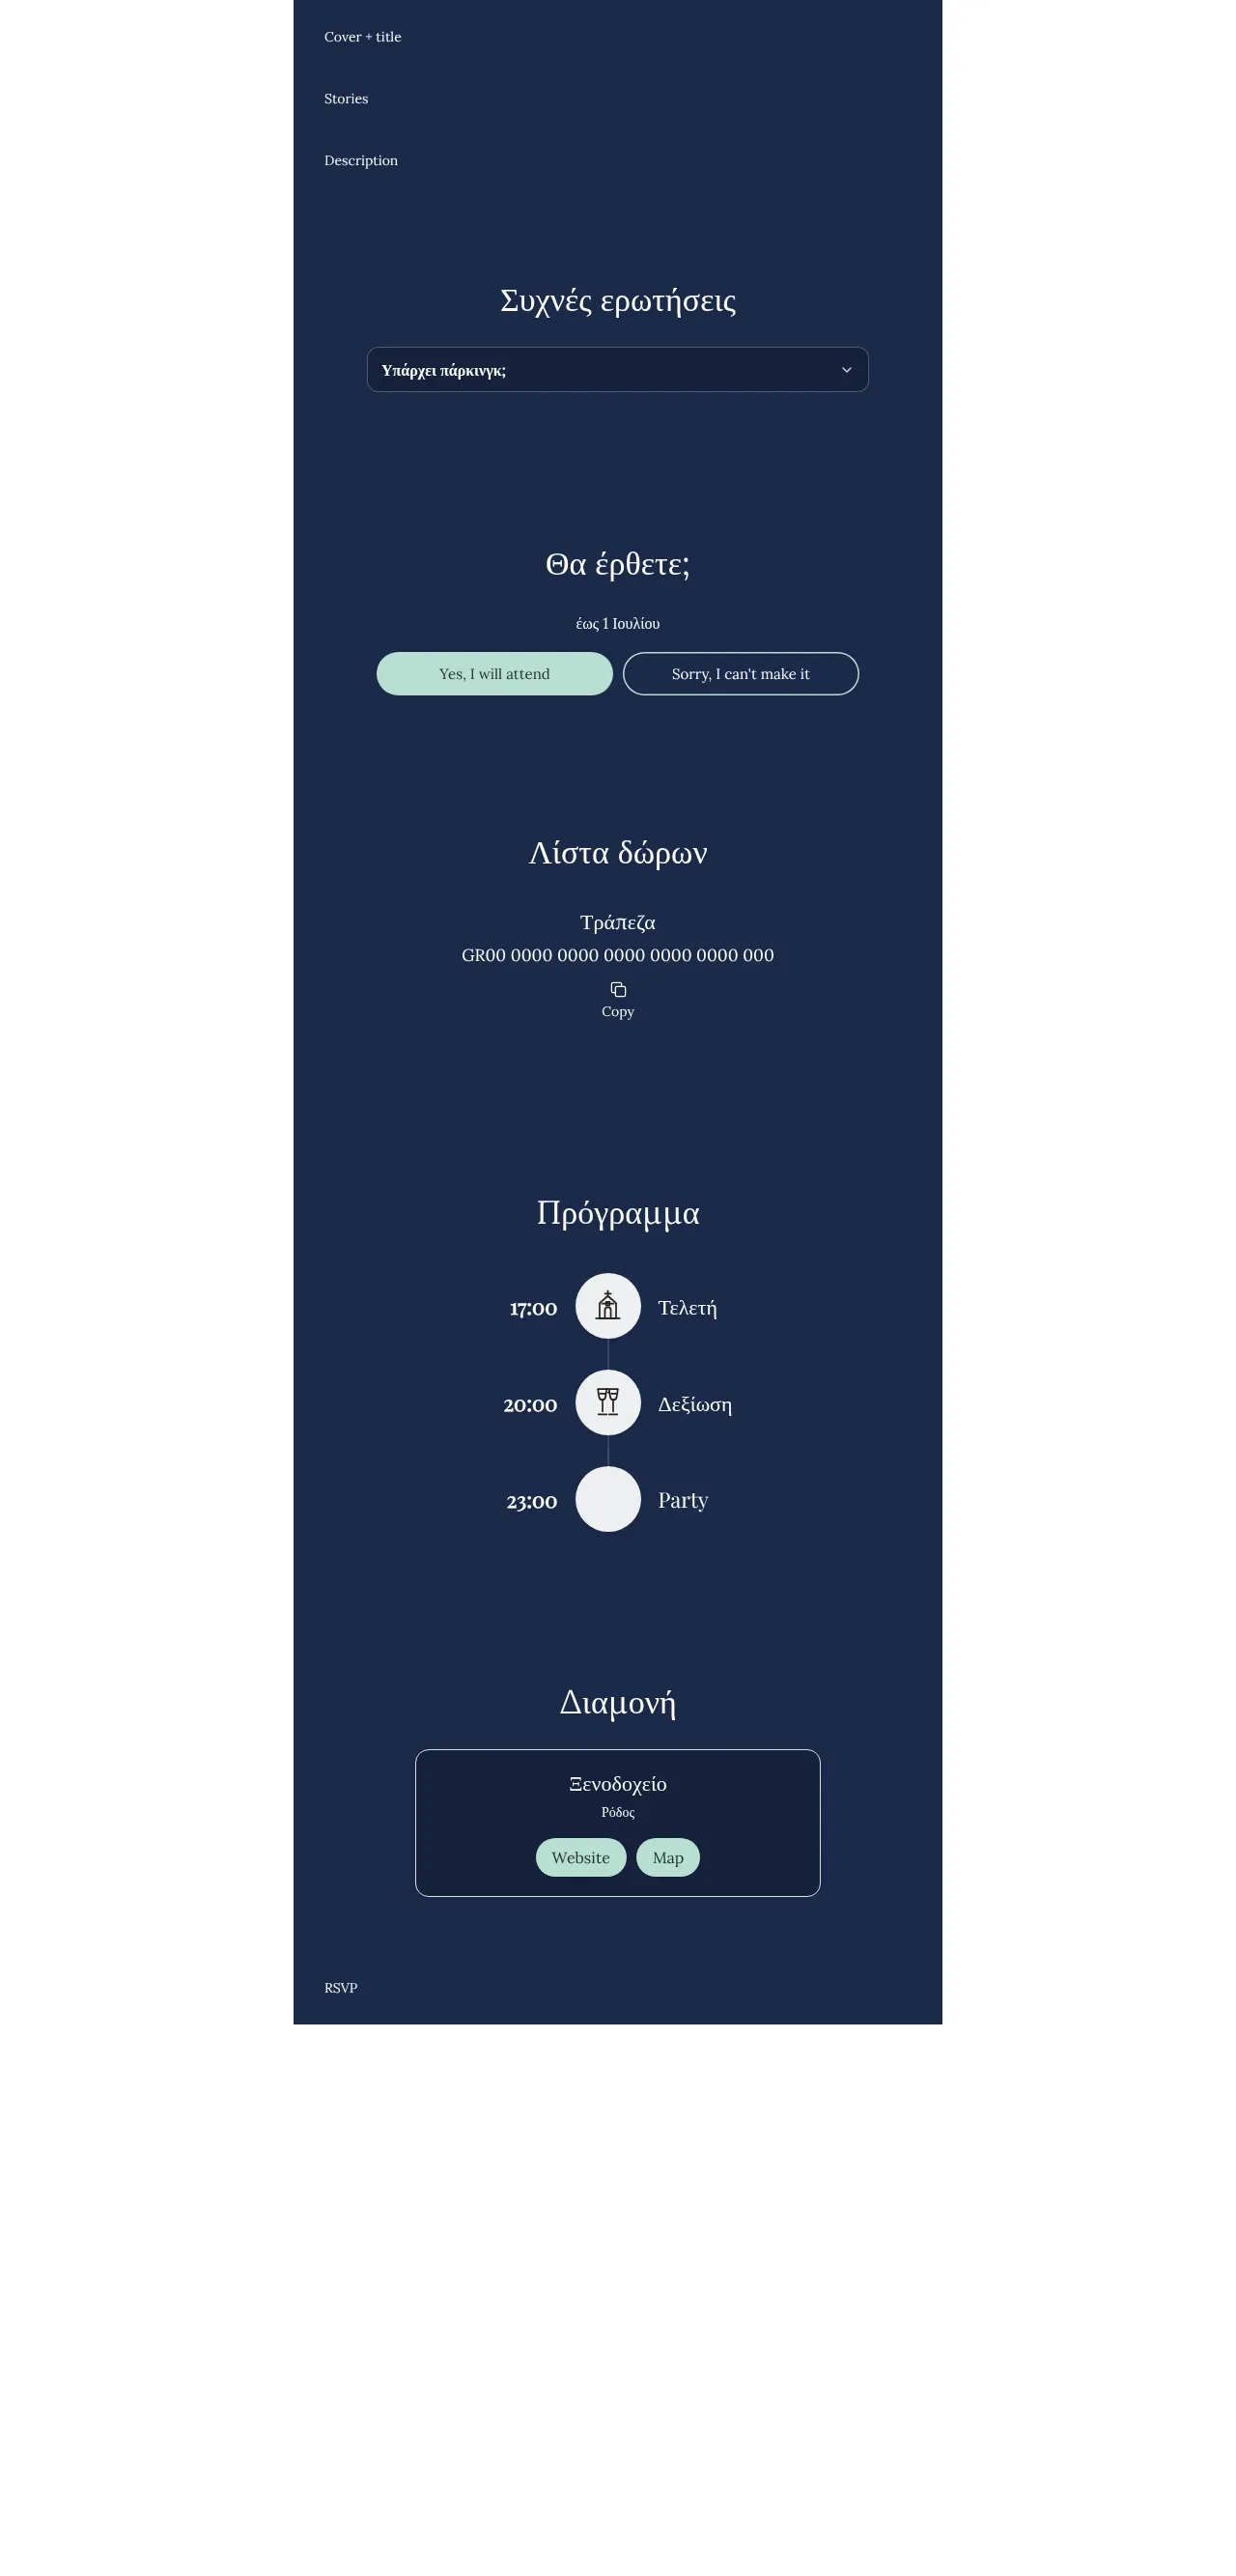 Cover + title
Stories
Description
Συχνές ερωτήσεις
Υπάρχει πάρκινγκ;
Θα έρθετε;
έως 1 Ιουλίου
Yes, I will attend
Sorry, I can't make it
Λίστα δώρων
Τράπεζα
GR00 0000 0000 0000 0000 0000 000
Copy
Πρόγραμμα
17:00 Τελετή
20:00 Δεξίωση
23:00 Party
Διαμονή
Ξενοδοχείο
Ρόδος
Website Map
RSVP